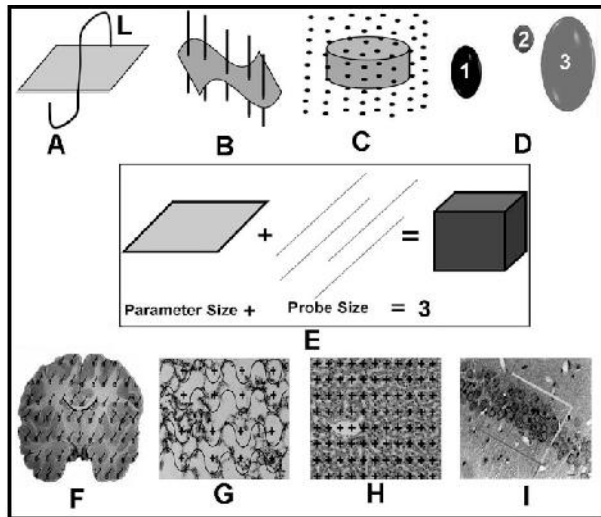 L
A
B
C
1
2
3
D
+
=
Parameter Size + Probe Size = 3
E
F
G
H
I